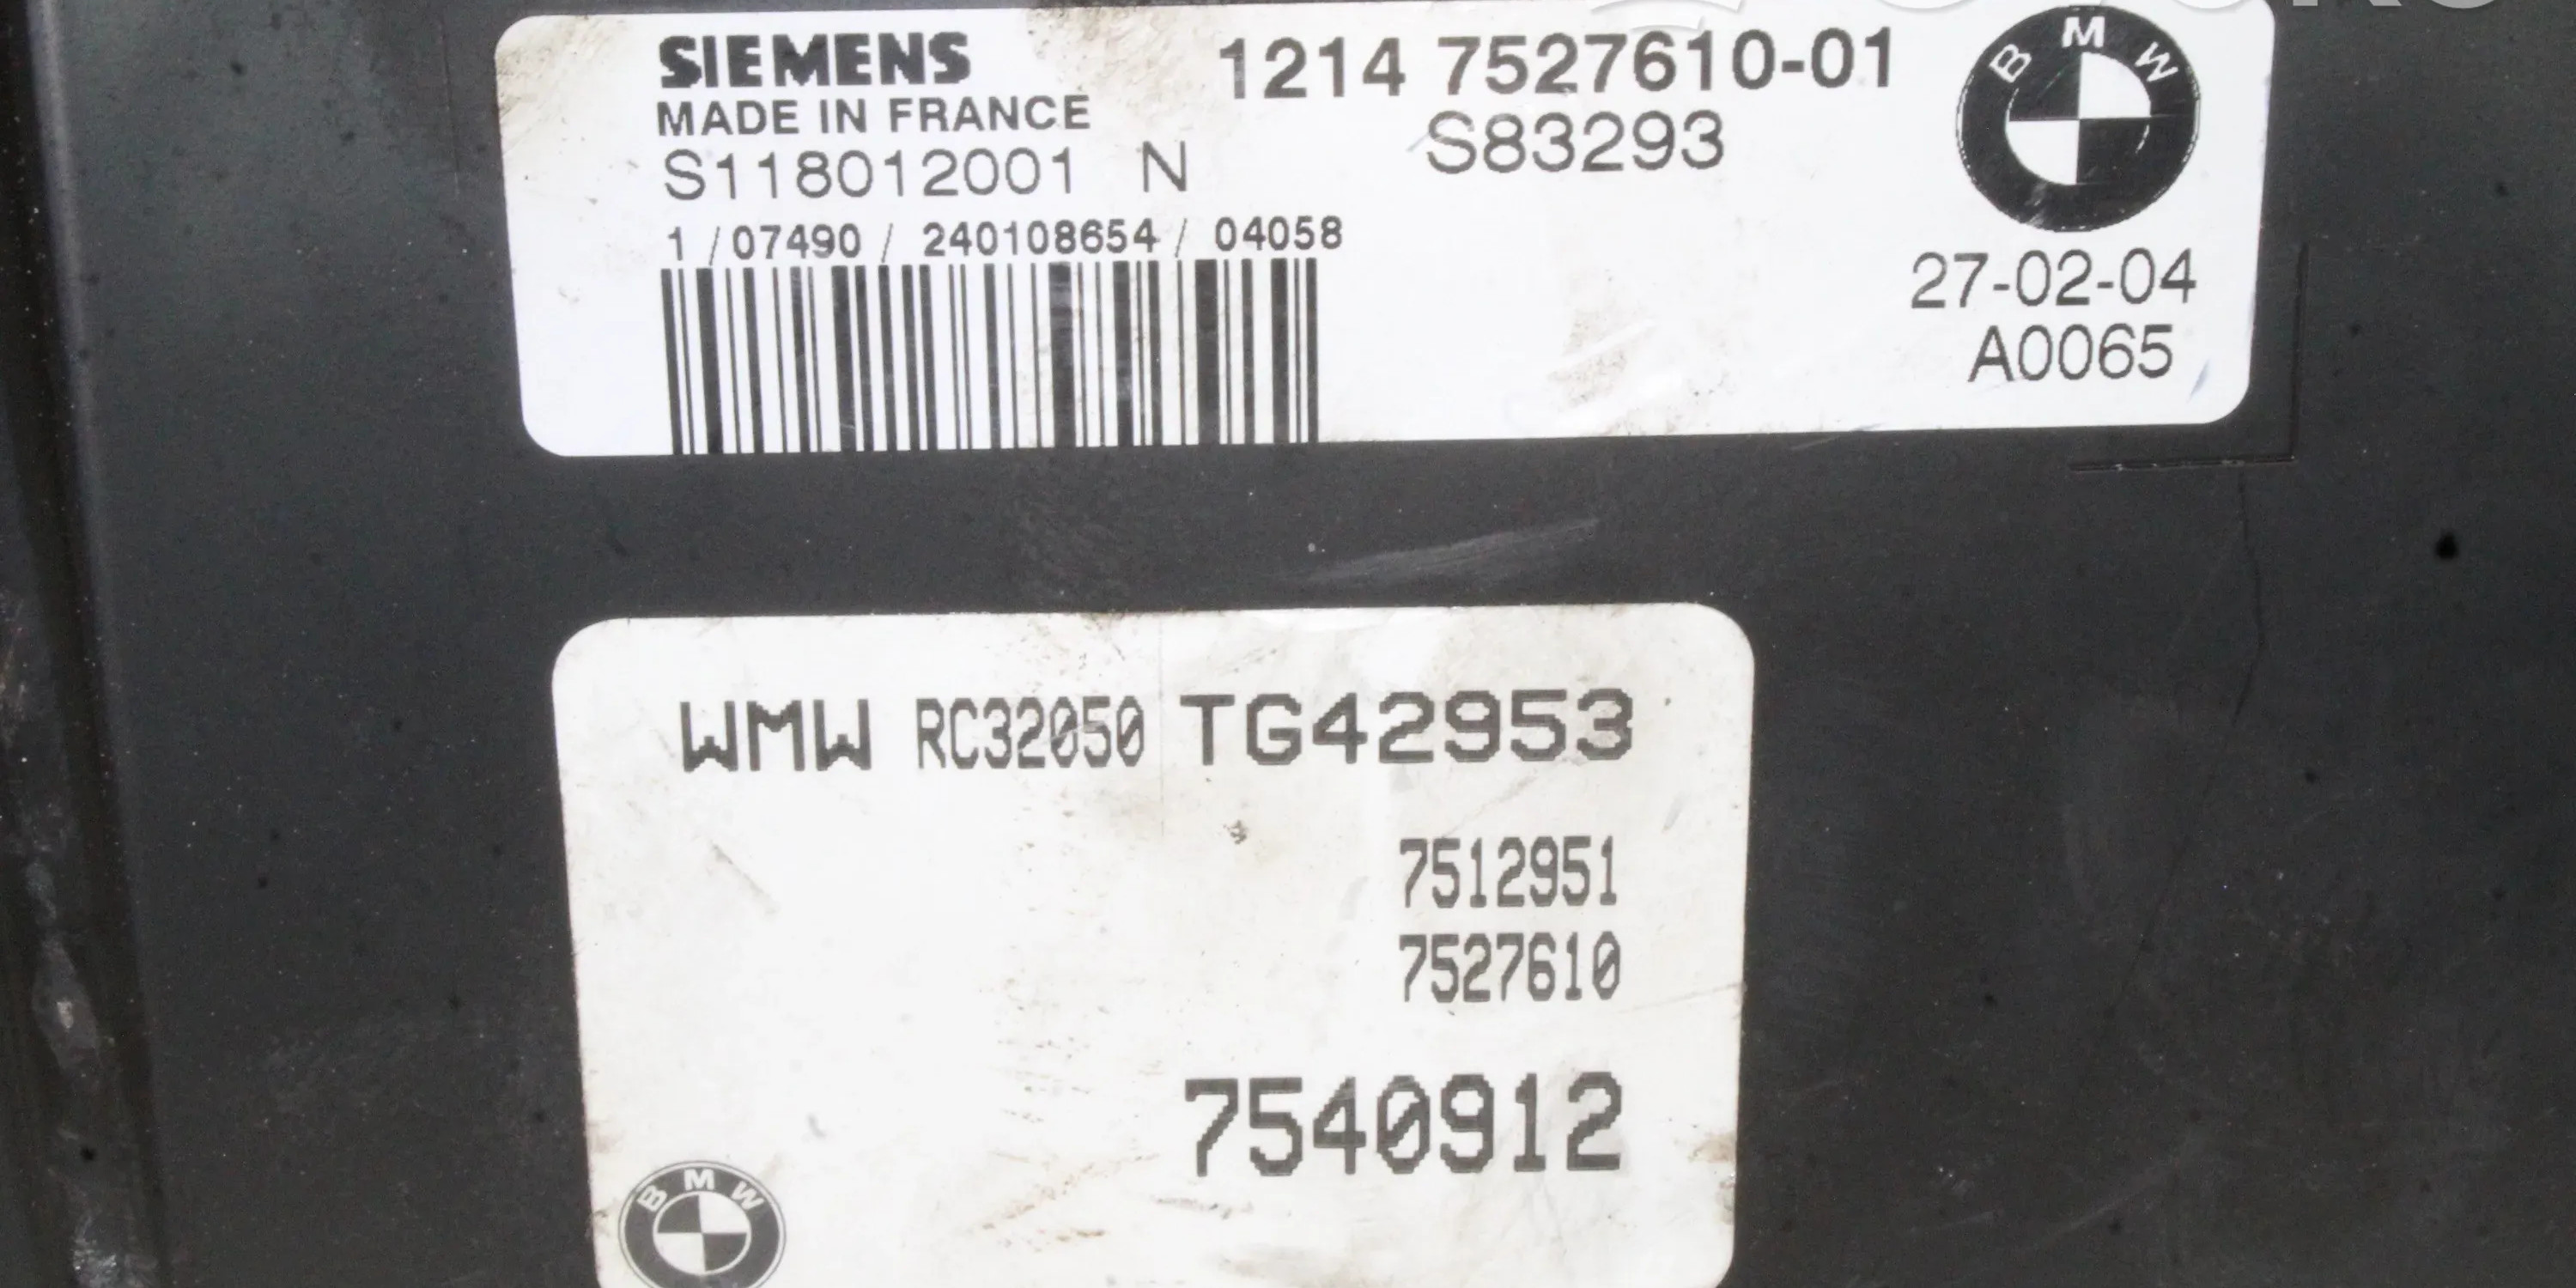 SIEMENS
MADE IN FRANCE
S118012001 N
1 / 07490 / 240108654 / 04058
1214 7527610-01
S83293
BMW
27-02-04
A0065
WMW RC32050 TG42953
7512951
7527610
7540912
BMW